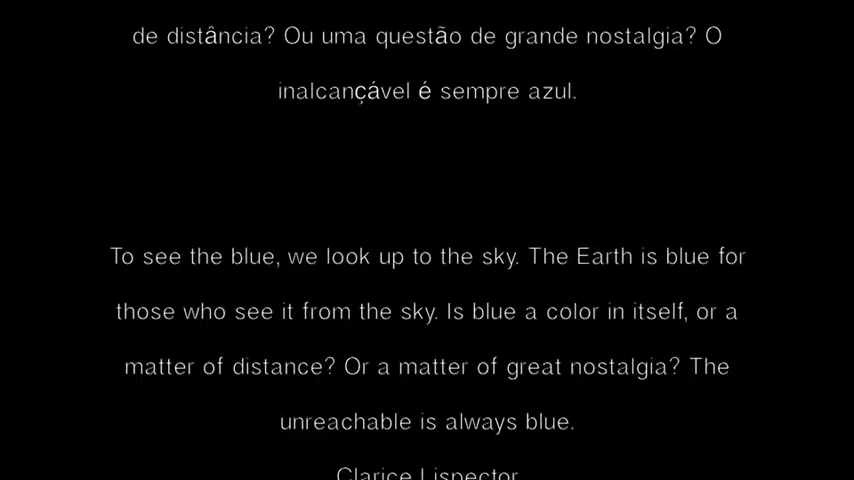 de distância? Ou uma questão de grande nostalgia? O
inalcançável é sempre azul.
To see the blue, we look up to the sky. The Earth is blue for
those who see it from the sky. Is blue a color in itself, or a
matter of distance? Or a matter of great nostalgia? The
unreachable is always blue.
Clarice Lispector